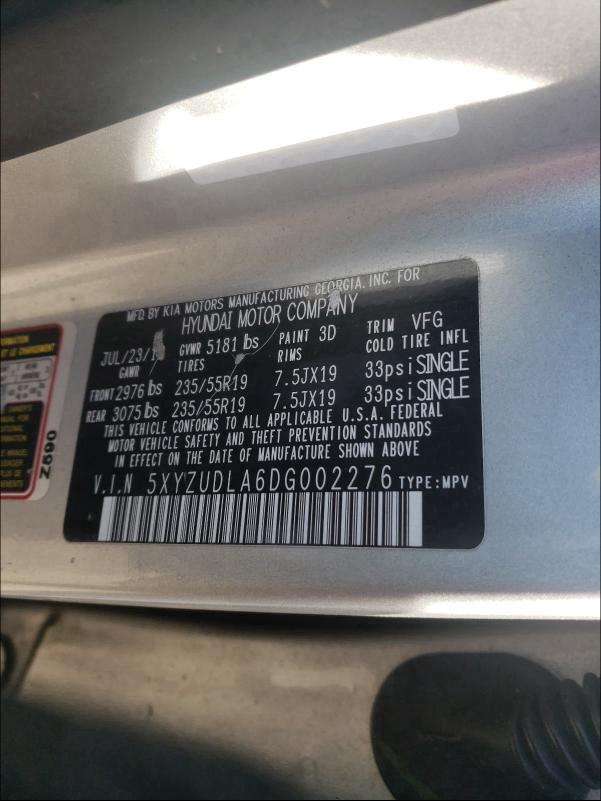 MFD. BY KIA MOTORS MANUFACTURING GEORGIA, INC. FOR
HYUNDAI MOTOR COMPANY
JUL/23/1 GVWR 5181 lbs PAINT 3D TRIM VFG
GAWR TIRES RIMS COLD TIRE INFL
FRONT 2976 lbs 235/55R19 7.5JX19 33psi SINGLE
REAR 3075 lbs 235/55R19 7.5JX19 33psi SINGLE
THIS VEHICLE CONFORMS TO ALL APPLICABLE U.S.A. FEDERAL
MOTOR VEHICLE SAFETY AND THEFT PREVENTION STANDARDS
IN EFFECT ON THE DATE OF MANUFACTURE SHOWN ABOVE
V.I.N 5XYZUDLA6DG002276 TYPE:MPV
Z690